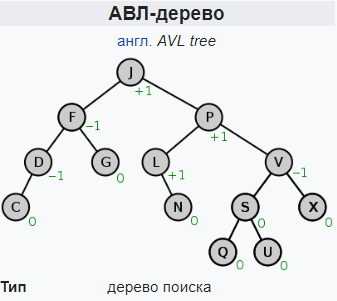 АВЛ-дерево
англ. AVL tree
J
+1
F
−1
P
+1
D
−1
G
0
L
+1
V
−1
C
0
N
0
S
0
X
0
Q
0
U
0
Тип дерево поиска